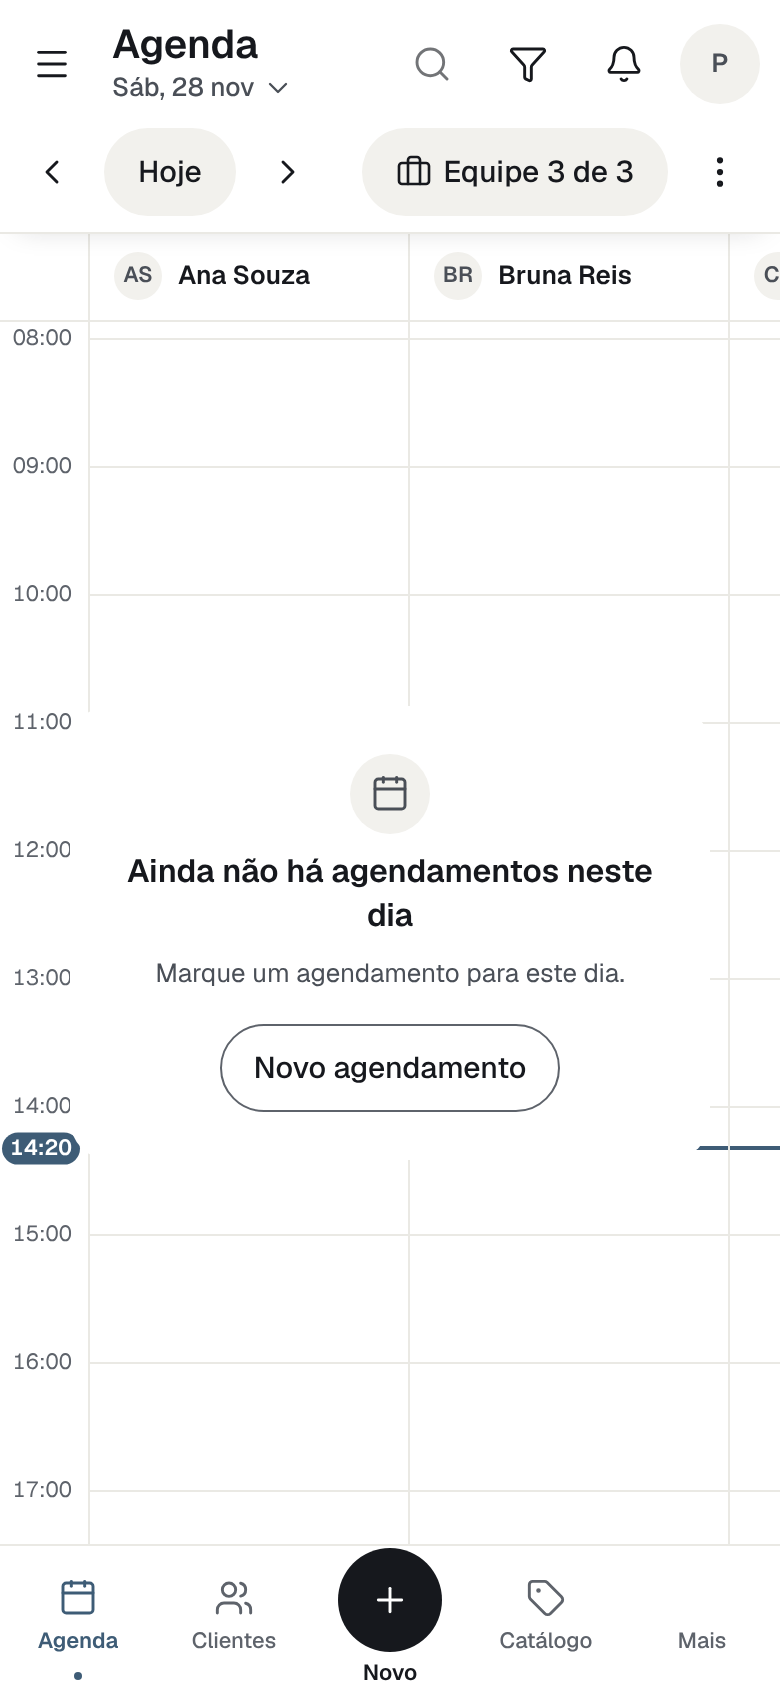 Agenda
Sáb, 28 nov
P
Hoje
Equipe 3 de 3
AS Ana Souza
BR Bruna Reis
C
08:00
09:00
10:00
11:00
12:00
13:00
14:00
14:20
15:00
16:00
17:00
Ainda não há agendamentos neste
dia
Marque um agendamento para este dia.
Novo agendamento
Agenda
Clientes
Novo
Catálogo
Mais